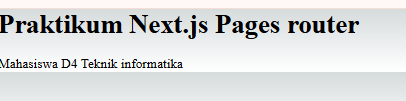 Praktikum Next.js Pages router
Mahasiswa D4 Teknik informatika